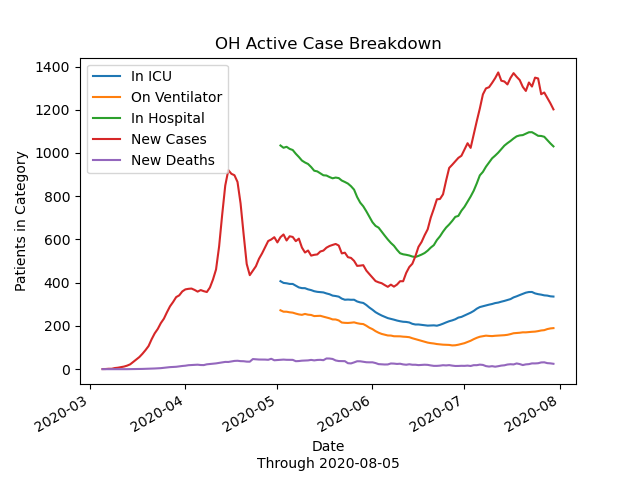 OH Active Case Breakdown
In ICU
On Ventilator
In Hospital
New Cases
New Deaths
Patients in Category
1400
1200
1000
800
600
400
200
0
2020-03
2020-04
2020-05
2020-06
2020-07
2020-08
Date
Through 2020-08-05